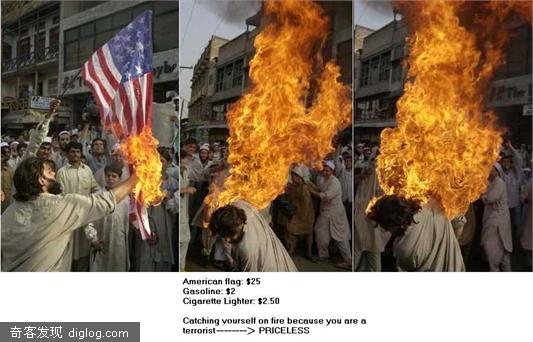 American flag: $25
Gasoline: $2
Cigarette Lighter: $2.50
Catching yourself on fire because you are a
terrorist--------> PRICELESS
奇客发现 diglog.com